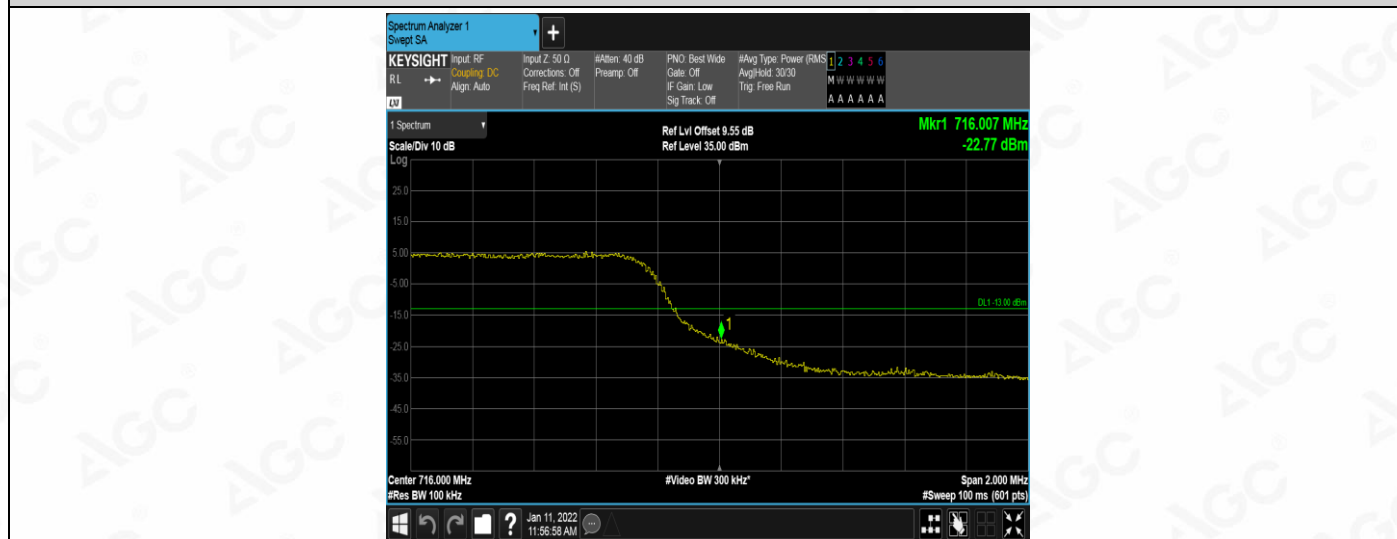 Spectrum Analyzer 1
Swept SA
+
KEYSIGHT
RL
LXI
Input: RF
Coupling: DC
Align: Auto
Input Z: 50 Ω
Corrections: Off
Freq Ref: Int (S)
#Atten: 40 dB
Preamp: Off
PNO: Best Wide
Gate: Off
IF Gain: Low
Sig Track: Off
#Avg Type: Power (RMS
Avg|Hold: 30/30
Trig: Free Run
1 2 3 4 5 6
M W W W W W
A A A A A A
1 Spectrum
Scale/Div 10 dB
Ref Lvl Offset 9.55 dB
Ref Level 35.00 dBm
Mkr1 716.007 MHz
-22.77 dBm
Log
25.0
15.0
5.00
-5.00
DL1 -13.00 dBm
-15.0
1
-25.0
-35.0
-45.0
-55.0
Center 716.000 MHz
#Res BW 100 kHz
#Video BW 300 kHz*
Span 2.000 MHz
#Sweep 100 ms (601 pts)
?
Jan 11, 2022
11:56:58 AM
AGC